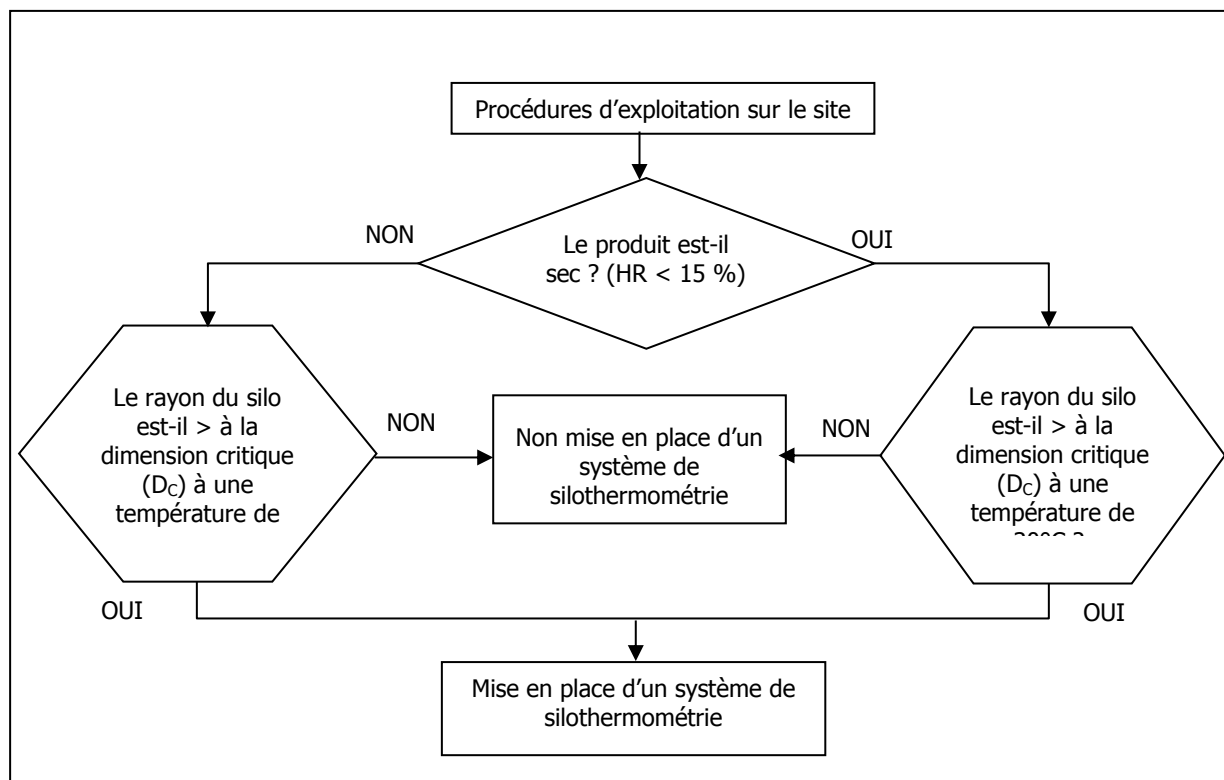 Procédures d'exploitation sur le site
NON
Le produit est-il
sec ? (HR < 15 %)
OUI
Le rayon du silo
est-il > à la
dimension critique
(D_C) à une
température de
NON
Non mise en place d'un
système de
silothermométrie
NON
Le rayon du silo
est-il > à la
dimension critique
(D_C) à une
température de
OUI
OUI
Mise en place d'un système de
silothermométrie